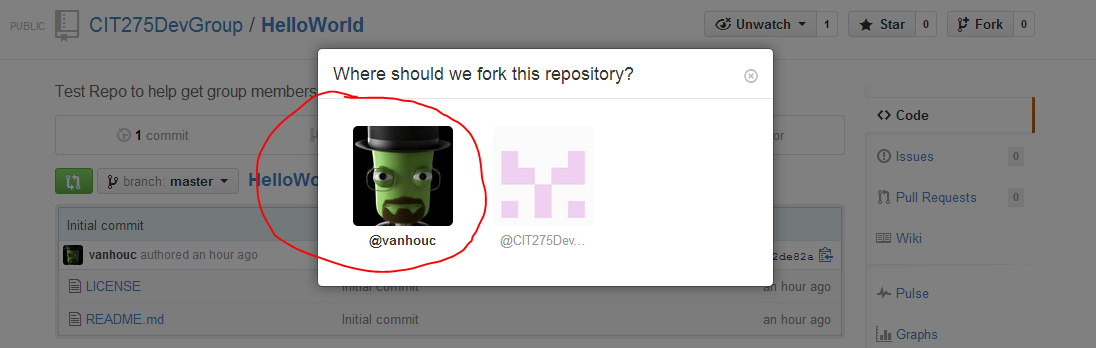 PUBLIC CIT275DevGroup / HelloWorld Unwatch 1 Star 0 Fork 0
Where should we fork this repository?
Test Repo to help get group members
<> Code
1 commit
Issues 0
branch: master HelloWo
Pull Requests 0
Initial commit
@vanhouc @CIT275Dev...
Wiki
vanhouc authored an hour ago 2de82a
LICENSE Initial commit an hour ago
Pulse
README.md Initial commit an hour ago
Graphs